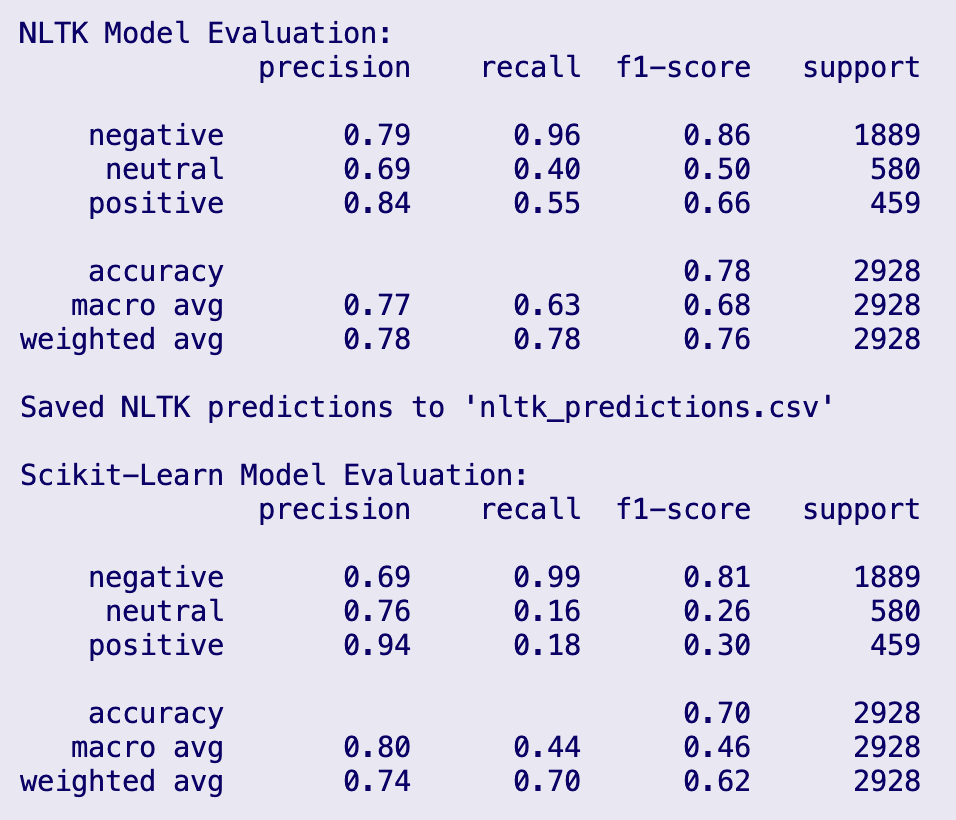 NLTK Model Evaluation:
precision recall f1-score support
negative 0.79 0.96 0.86 1889
neutral 0.69 0.40 0.50 580
positive 0.84 0.55 0.66 459
accuracy 0.78 2928
macro avg 0.77 0.63 0.68 2928
weighted avg 0.78 0.78 0.76 2928
Saved NLTK predictions to 'nltk_predictions.csv'
Scikit-Learn Model Evaluation:
precision recall f1-score support
negative 0.69 0.99 0.81 1889
neutral 0.76 0.16 0.26 580
positive 0.94 0.18 0.30 459
accuracy 0.70 2928
macro avg 0.80 0.44 0.46 2928
weighted avg 0.74 0.70 0.62 2928